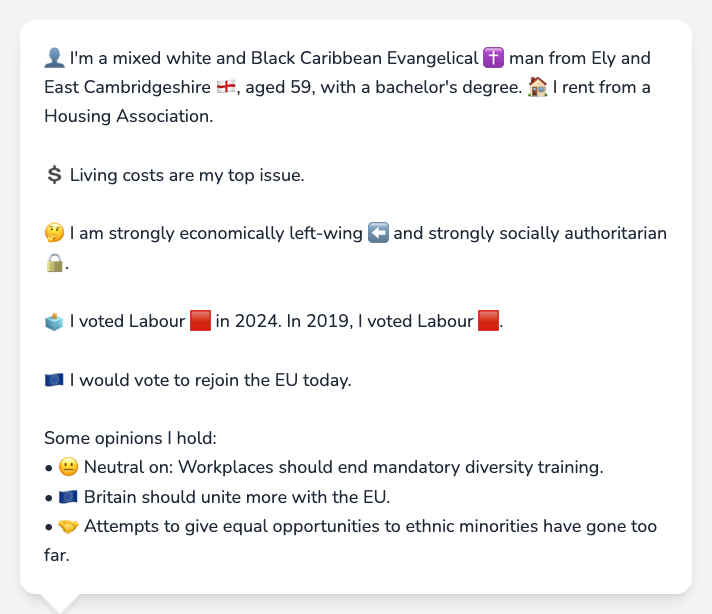 👤 I'm a mixed white and Black Caribbean Evangelical ✝️ man from Ely and
East Cambridgeshire 🏴󠁧󠁢󠁥󠁮󠁧󠁿, aged 59, with a bachelor's degree. 🏠 I rent from a
Housing Association.
💲 Living costs are my top issue.
🤔 I am strongly economically left-wing ⬅️ and strongly socially authoritarian
🔒.
🗳️ I voted Labour 🟥 in 2024. In 2019, I voted Labour 🟥.
🇪🇺 I would vote to rejoin the EU today.
Some opinions I hold:
• 😐 Neutral on: Workplaces should end mandatory diversity training.
• 🇪🇺 Britain should unite more with the EU.
• 🤝 Attempts to give equal opportunities to ethnic minorities have gone too
far.